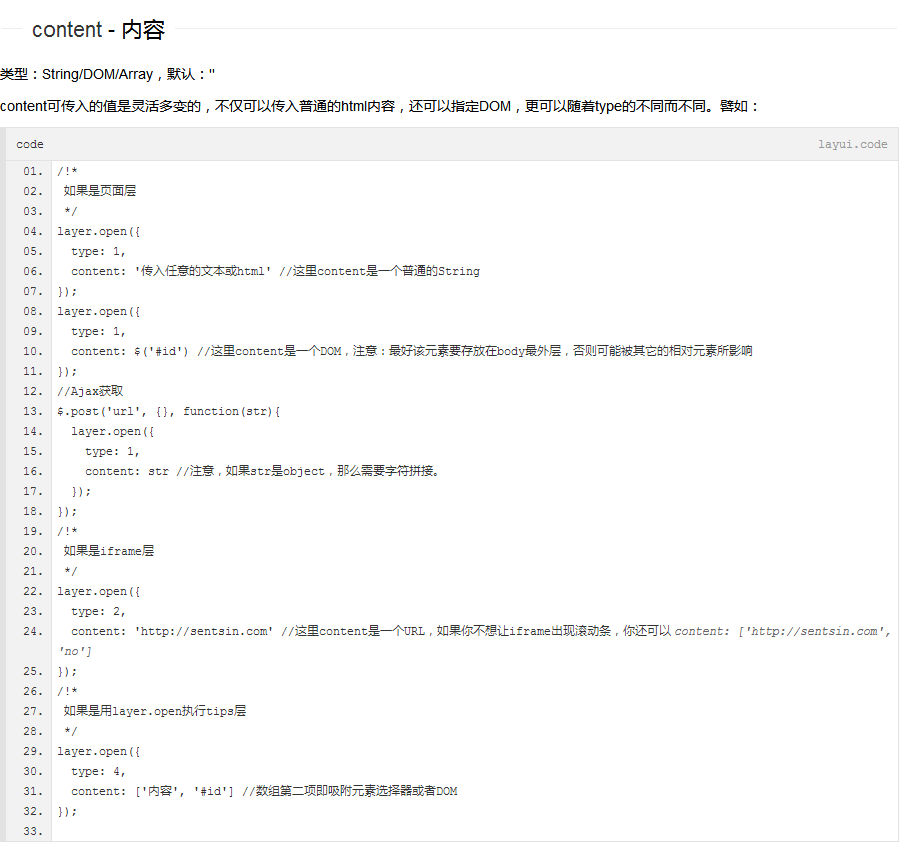 content - 内容
类型：String/DOM/Array，默认：''
content可传入的值是灵活多变的，不仅可以传入普通的html内容，还可以指定DOM，更可以随着type的不同而不同。譬如：
code layui.code
01. /!*
02. 如果是页面层
03. */
04. layer.open({
05. type: 1,
06. content: '传入任意的文本或html' //这里content是一个普通的String
07. });
08. layer.open({
09. type: 1,
10. content: $('#id') //这里content是一个DOM，注意：最好该元素要存放在body最外层，否则可能被其它的相对元素所影响
11. });
12. //Ajax获取
13. $.post('url', {}, function(str){
14. layer.open({
15. type: 1,
16. content: str //注意，如果str是object，那么需要字符拼接。
17. });
18. });
19. /!*
20. 如果是iframe层
21. */
22. layer.open({
23. type: 2,
24. content: 'http://sentsin.com' //这里content是一个URL，如果你不想让iframe出现滚动条，你还可以 content: ['http://sentsin.com',
'no']
25. });
26. /!*
27. 如果是用layer.open执行tips层
28. */
29. layer.open({
30. type: 4,
31. content: ['内容', '#id'] //数组第二项即吸附元素选择器或者DOM
32. });
33.